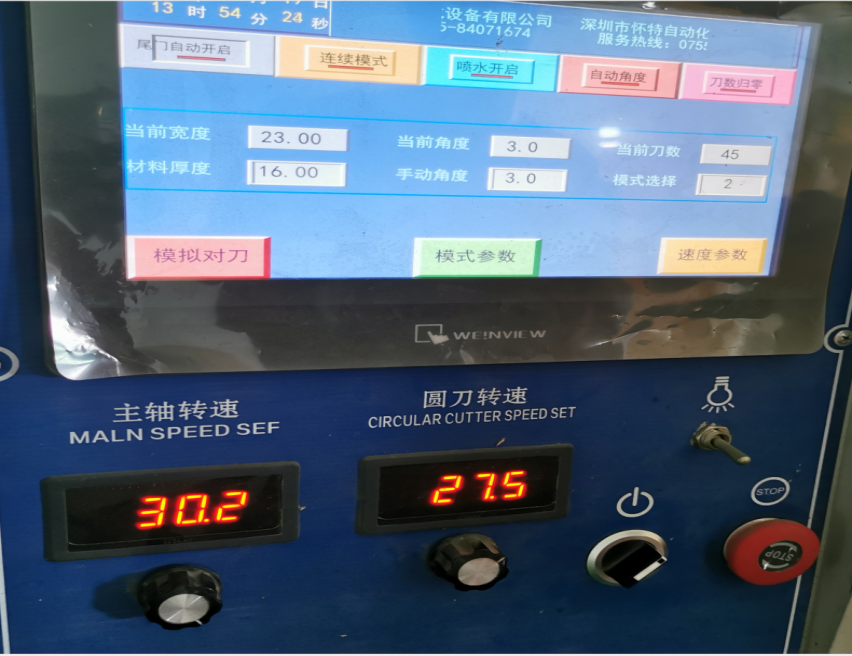 13 时 54 分 24 秒
设备有限公司
5-84071674
深圳市怀特自动化
服务热线：075
尾门自动开启
连续模式
喷水开启
自动角度
刀数归零
当前宽度 23.00
当前角度 3.0
当前刀数 45
材料厚度 16.00
手动角度 3.0
模式选择 2
模拟对刀
模式参数
速度参数
WEINVIEW
主轴转速
MALN SPEED SEF
圆刀转速
CIRCULAR CUTTER SPEED SET
30.2
27.5
STOP
STOP